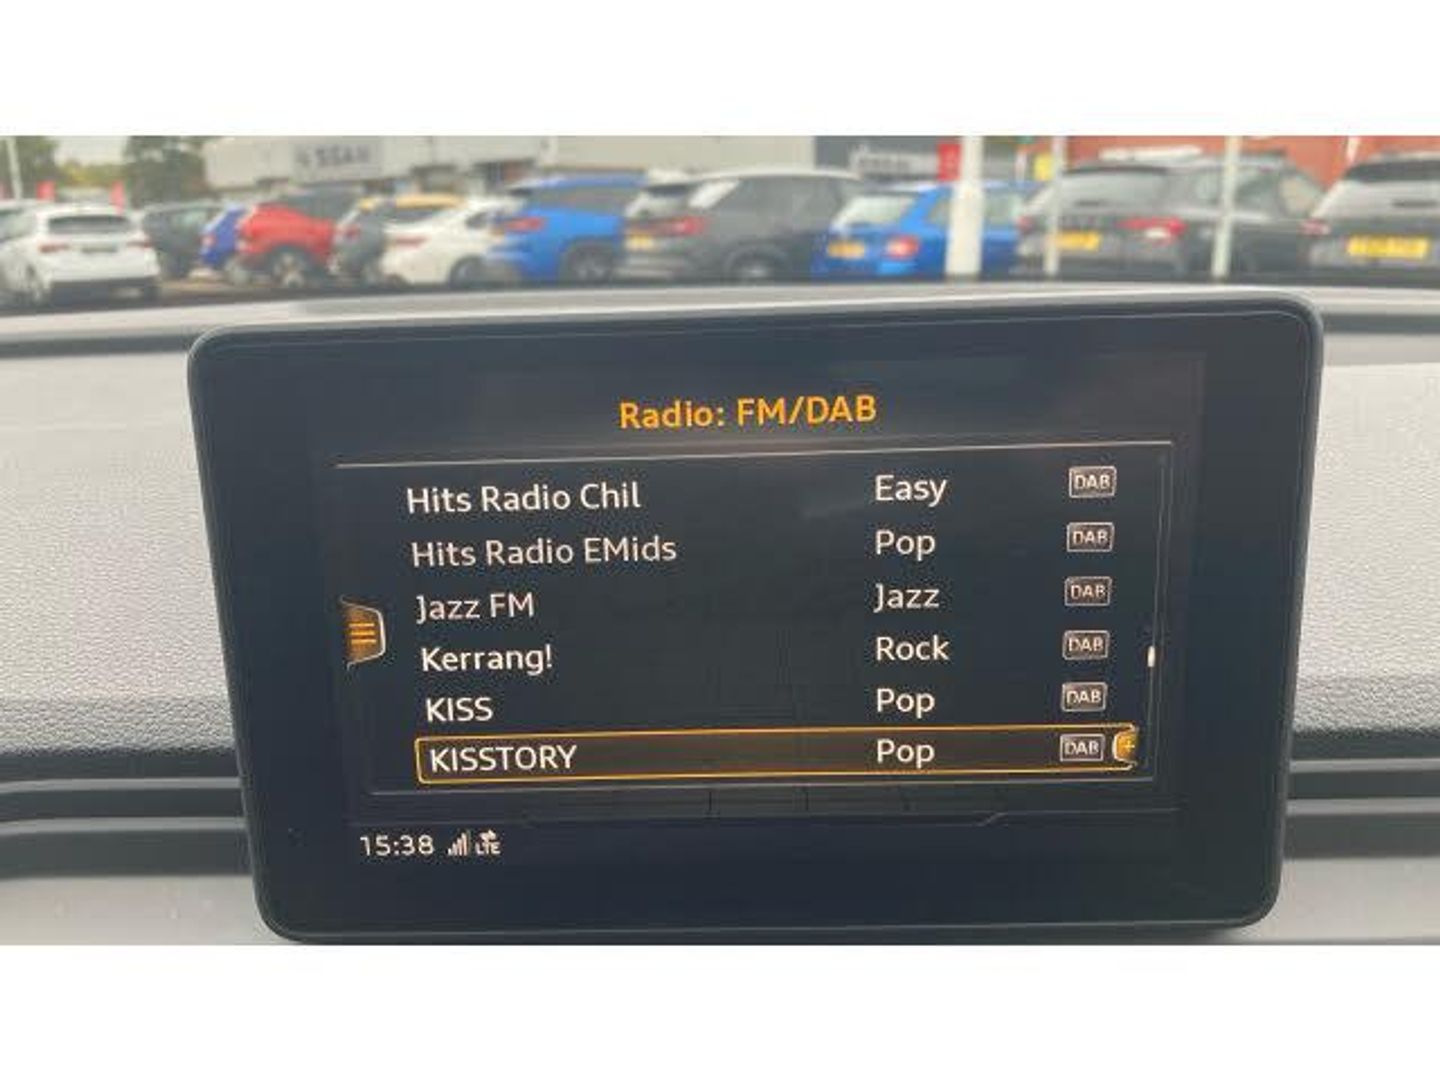 Radio: FM/DAB
Hits Radio Chil Easy DAB
Hits Radio EMids Pop DAB
Jazz FM Jazz DAB
Kerrang! Rock DAB
KISS Pop DAB
KISSTORY Pop DAB
15:38 LTE